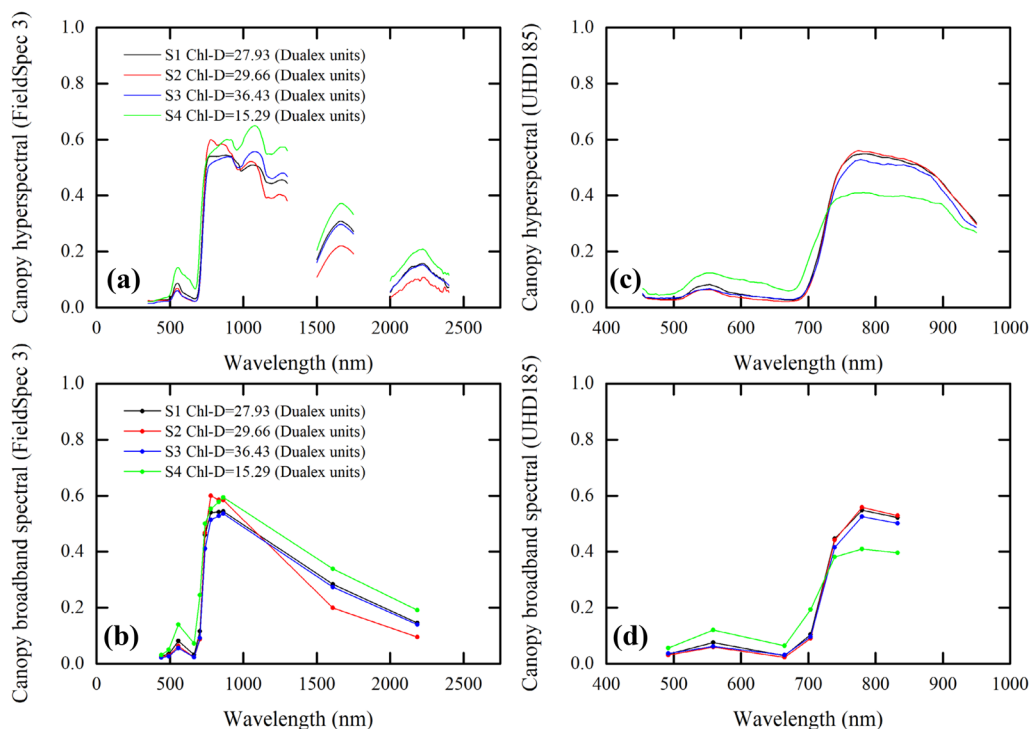 Canopy hyperspectral (FieldSpec 3)
1.0
0.8
0.6
0.4
0.2
0.0
S1 Chl-D=27.93 (Dualex units)
S2 Chl-D=29.66 (Dualex units)
S3 Chl-D=36.43 (Dualex units)
S4 Chl-D=15.29 (Dualex units)
(a)
0 500 1000 1500 2000 2500
Wavelength (nm)
Canopy hyperspectral (UHD185)
1.0
0.8
0.6
0.4
0.2
0.0
(c)
400 500 600 700 800 900 1000
Wavelength (nm)
Canopy broadband spectral (FieldSpec 3)
1.0
0.8
0.6
0.4
0.2
0.0
S1 Chl-D=27.93 (Dualex units)
S2 Chl-D=29.66 (Dualex units)
S3 Chl-D=36.43 (Dualex units)
S4 Chl-D=15.29 (Dualex units)
(b)
0 500 1000 1500 2000 2500
Wavelength (nm)
Canopy broadband spectral (UHD185)
1.0
0.8
0.6
0.4
0.2
0.0
(d)
400 500 600 700 800 900 1000
Wavelength (nm)